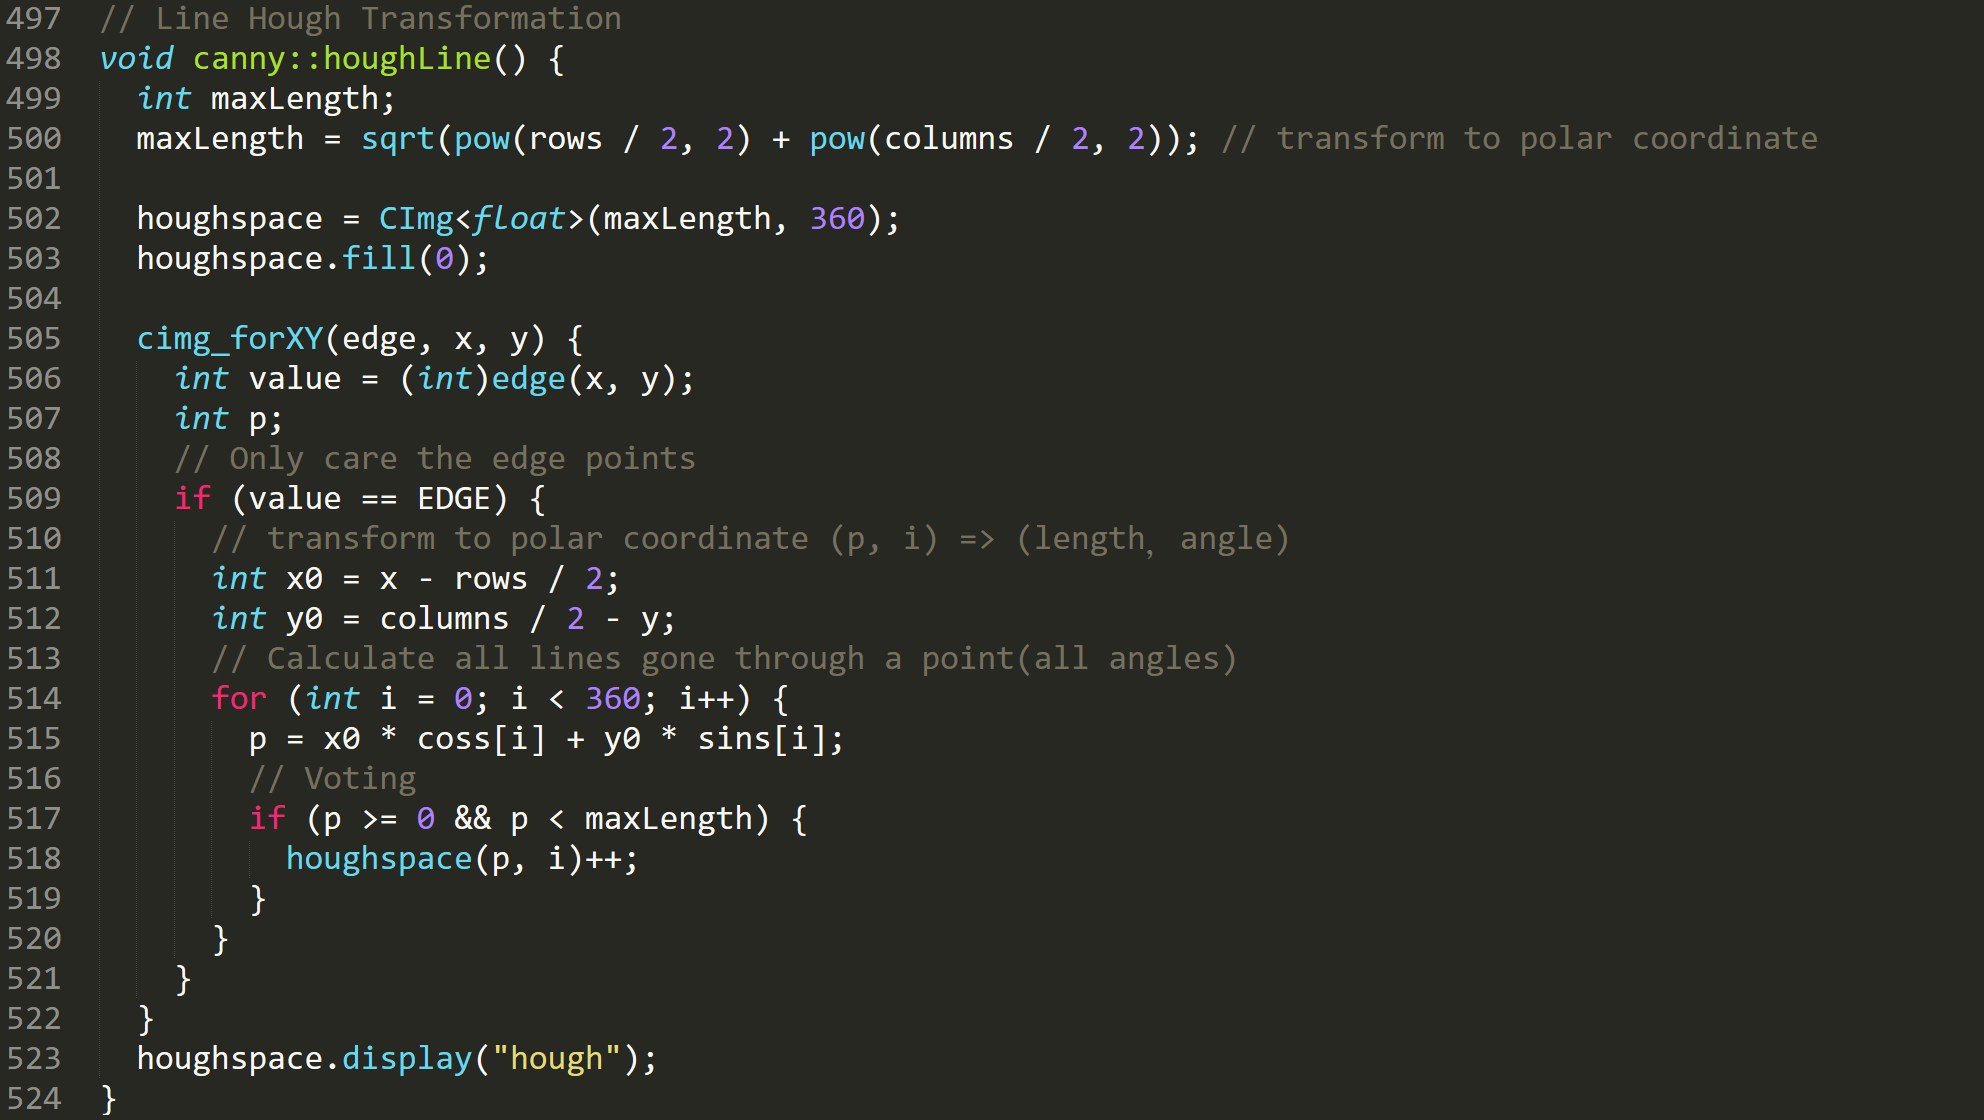 497 // Line Hough Transformation
498 void canny::houghLine() {
499   int maxLength;
500   maxLength = sqrt(pow(rows / 2, 2) + pow(columns / 2, 2)); // transform to polar coordinate
501
502   houghspace = CImg<float>(maxLength, 360);
503   houghspace.fill(0);
504
505   cimg_forXY(edge, x, y) {
506     int value = (int)edge(x, y);
507     int p;
508     // Only care the edge points
509     if (value == EDGE) {
510       // transform to polar coordinate (p, i) => (length, angle)
511       int x0 = x - rows / 2;
512       int y0 = columns / 2 - y;
513       // Calculate all lines gone through a point(all angles)
514       for (int i = 0; i < 360; i++) {
515         p = x0 * coss[i] + y0 * sins[i];
516         // Voting
517         if (p >= 0 && p < maxLength) {
518           houghspace(p, i)++;
519         }
520       }
521     }
522   }
523   houghspace.display("hough");
524 }